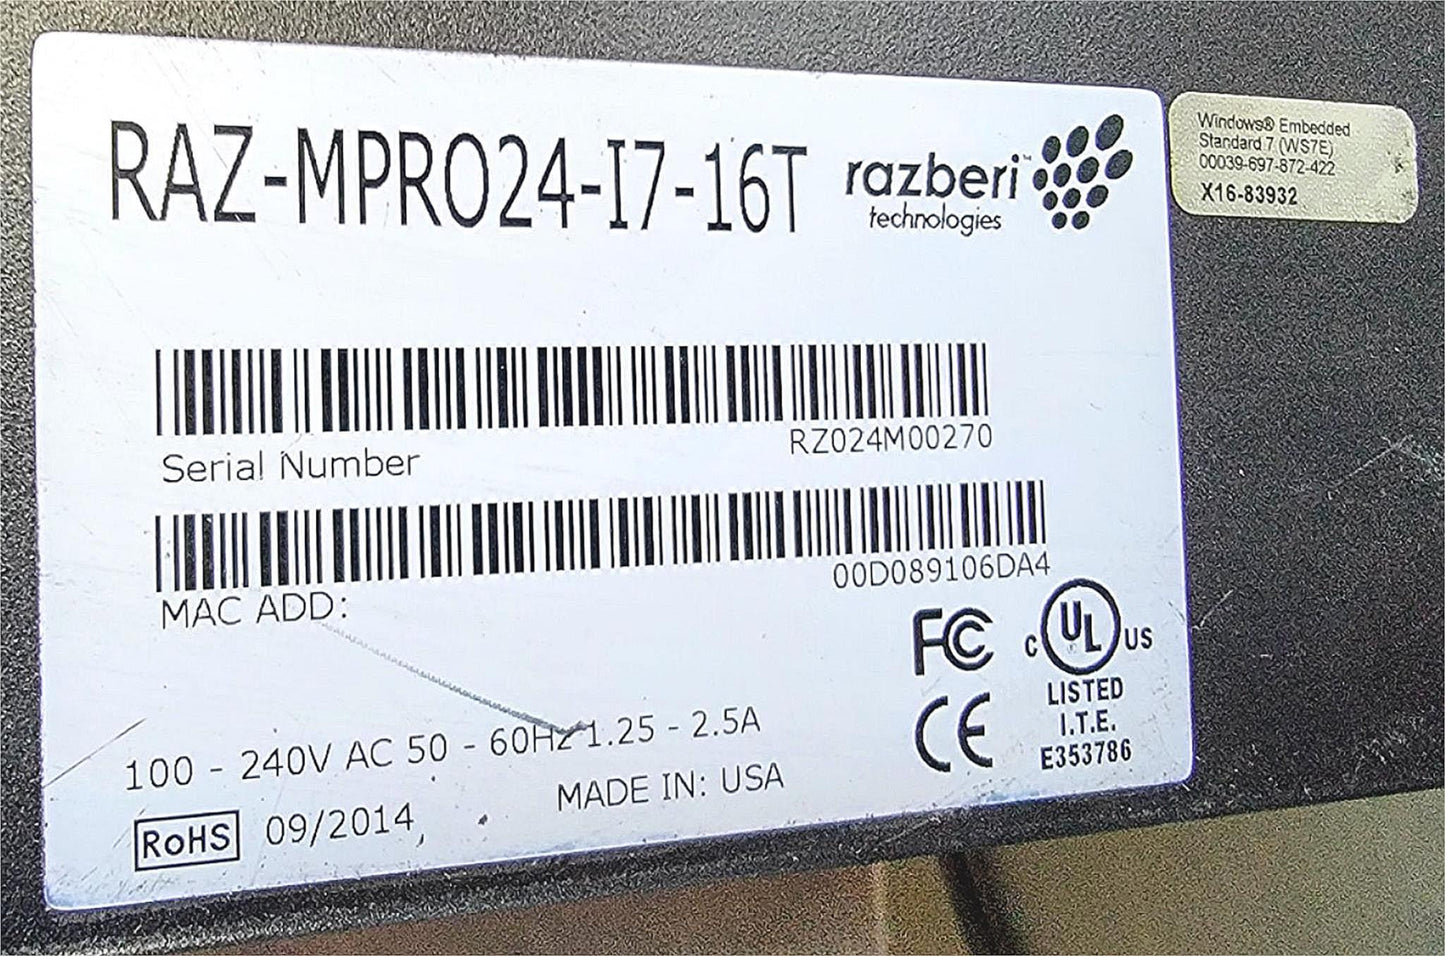 RAZ-MPRO24-I7-16T
razberi™
technologies
Windows® Embedded
Standard 7 (WS7E)
00039-697-872-422
X16-83932
RZ024M00270
Serial Number
00D089106DA4
MAC ADD:
FC
C UL US
LISTED
I.T.E.
E353786
CE
100 - 240V AC 50 - 60Hz 1.25 - 2.5A
MADE IN: USA
RoHS 09/2014